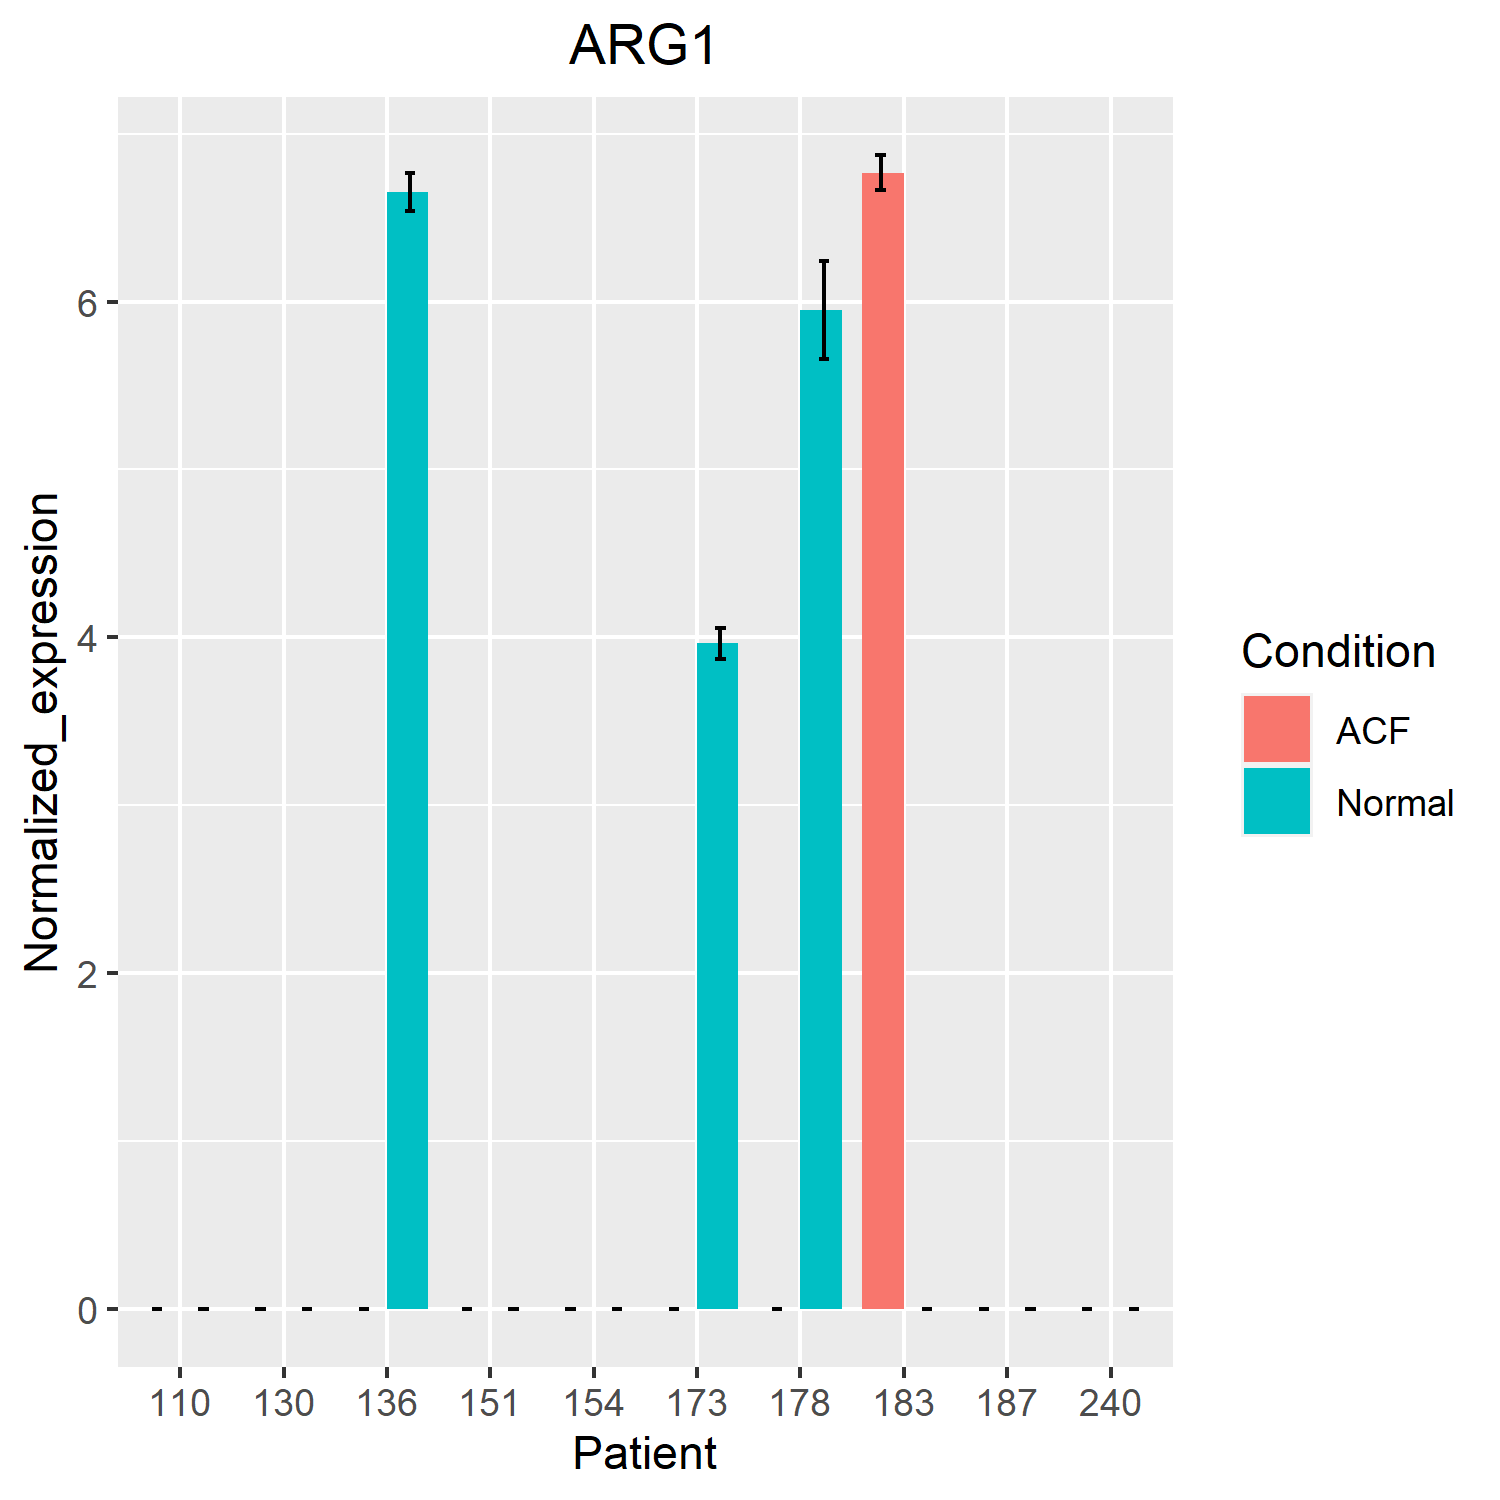 ARG1
Normalized_expression
6
4
2
0
110 130 136 151 154 173 178 183 187 240
Patient
Condition
ACF
Normal